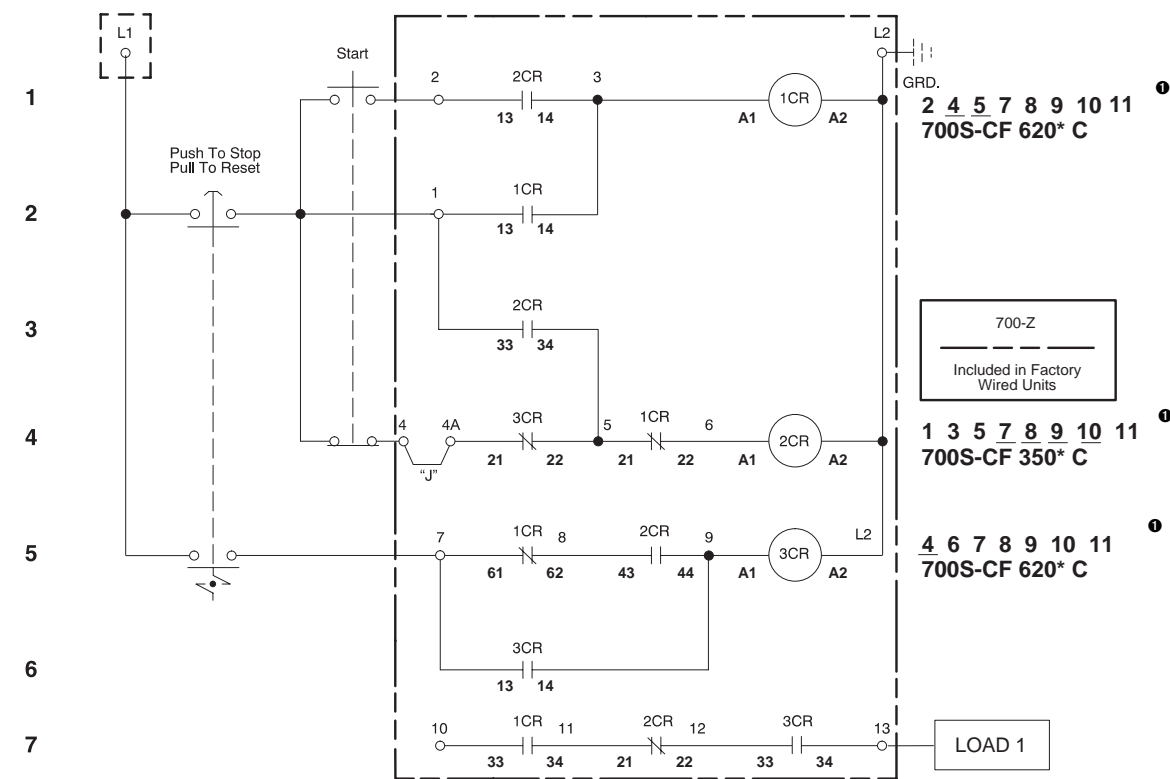 L1
L2
Start
GRD.
1
2
2CR
3
13 14
1CR
A1 A2
2 4 5 7 8 9 10 11 ❶
700S-CF 620* C
Push To Stop
Pull To Reset
2
1
1CR
13 14
3
2CR
33 34
700-Z
Included in Factory
Wired Units
4
4 4A
"J"
3CR
21 22
5
1CR
21 22
6
2CR
A1 A2
1 3 5 7 8 9 10 11 ❶
700S-CF 350* C
5
7
1CR
61 62
8
2CR
43 44
9
3CR
A1 A2
L2
4 6 7 8 9 10 11 ❶
700S-CF 620* C
6
3CR
13 14
7
10
1CR
33 34
11
2CR
21 22
12
3CR
33 34
13
LOAD 1